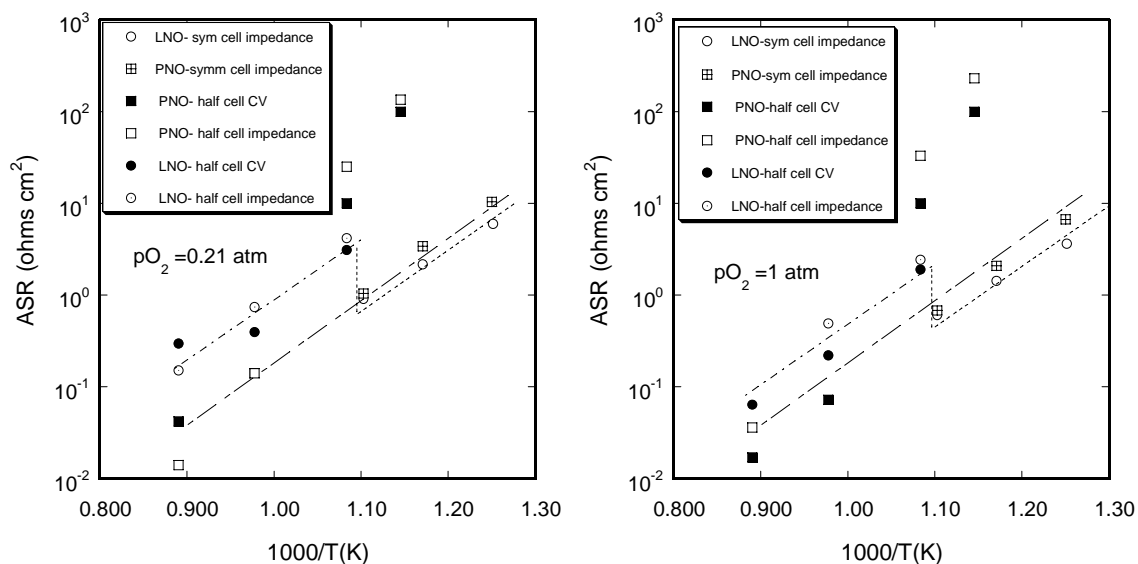 10³
10²
10¹
10⁰
10⁻¹
10⁻²
ASR (ohms cm²)
LNO- sym cell impedance
PNO-symm cell impedance
PNO- half cell CV
PNO- half cell impedance
LNO- half cell CV
LNO- half cell impedance
pO₂ =0.21 atm
0.800 0.900 1.00 1.10 1.20 1.30
1000/T(K)
10³
10²
10¹
10⁰
10⁻¹
10⁻²
ASR (ohms cm²)
LNO-sym cell impedance
PNO-sym cell impedance
PNO-half cell CV
PNO-half cell impedance
LNO-half cell CV
LNO-half cell impedance
pO₂ =1 atm
0.800 0.900 1.00 1.10 1.20 1.30
1000/T(K)